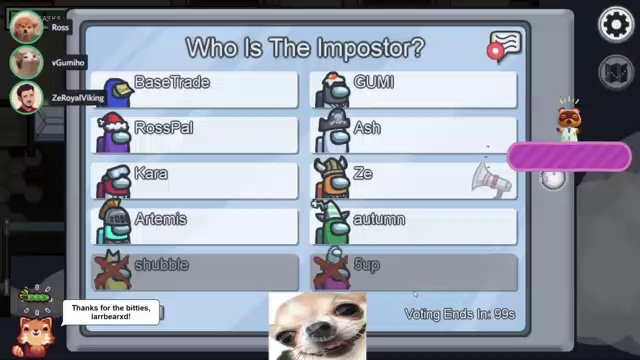 TASKS
Ross
vGumiho
ZeRoyalViking
Who Is The Impostor?
BaseTrade
GUMI
RossPal
Ash
Kara
Ze
Artemis
autumn
shubble
5up
Voting Ends In: 99s
Thanks for the bitties,
larrbearxd!